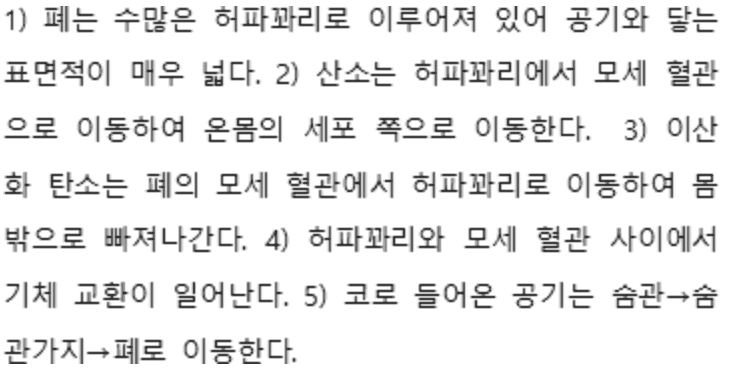 1) 폐는 수많은 허파꽈리로 이루어져 있어 공기와 닿는
표면적이 매우 넓다. 2) 산소는 허파꽈리에서 모세 혈관
으로 이동하여 온몸의 세포 쪽으로 이동한다. 3) 이산
화 탄소는 폐의 모세 혈관에서 허파꽈리로 이동하여 몸
밖으로 빠져나간다. 4) 허파꽈리와 모세 혈관 사이에서
기체 교환이 일어난다. 5) 코로 들어온 공기는 숨관→숨
관가지→폐로 이동한다.